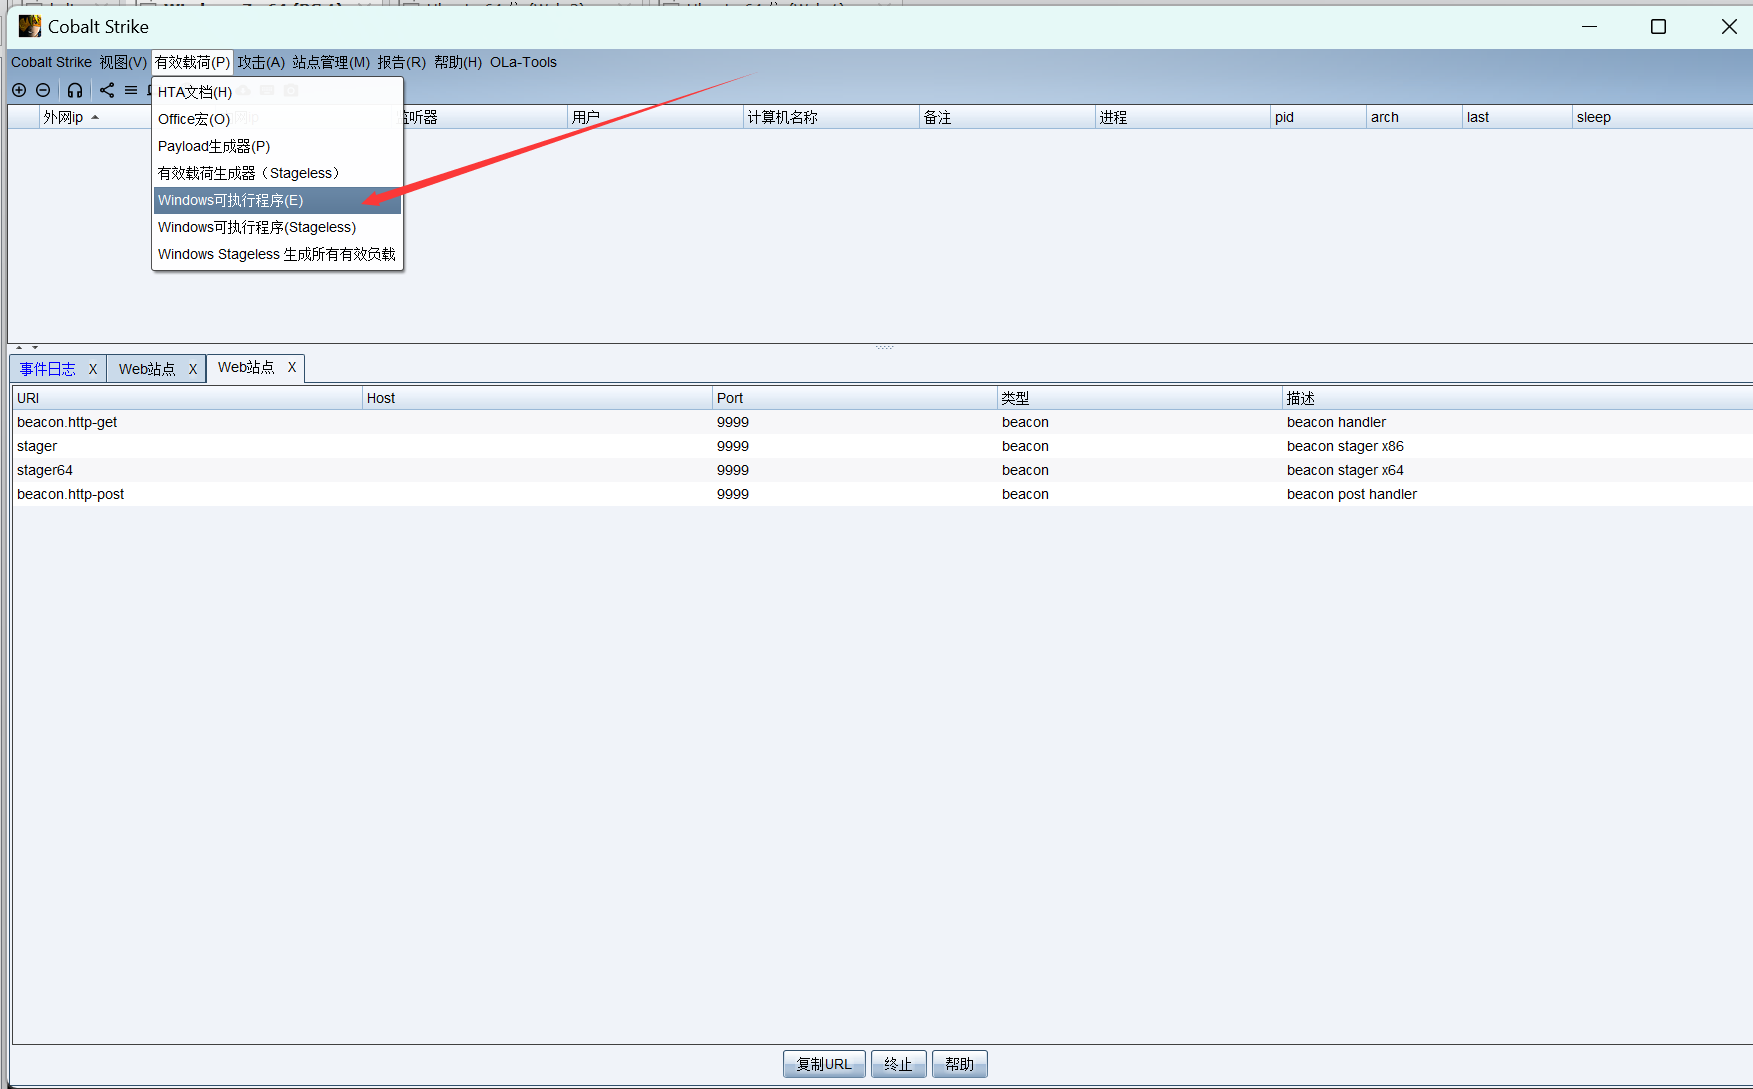 Cobalt Strike
Cobalt Strike 视图(V) 有效载荷(P) 攻击(A) 站点管理(M) 报告(R) 帮助(H) OLa-Tools
HTA文档(H)
Office宏(O)
Payload生成器(P)
有效载荷生成器（Stageless）
Windows可执行程序(E)
Windows可执行程序(Stageless)
Windows Stageless 生成所有有效负载
外网ip 监听器 用户 计算机名称 备注 进程 pid arch last sleep
事件日志 X Web站点 X Web站点 X
URI Host Port 类型 描述
beacon.http-get 9999 beacon beacon handler
stager 9999 beacon beacon stager x86
stager64 9999 beacon beacon stager x64
beacon.http-post 9999 beacon beacon post handler
复制URL 终止 帮助